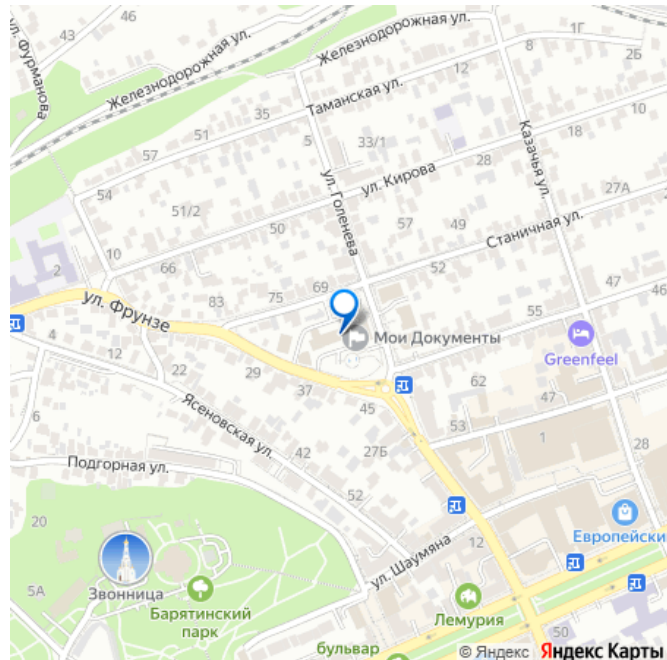 43
46
ул. Фурманова
Железнодорожная ул.
Железнодорожная ул.
1Г
8
2Б
Таманская ул.
12
35
51
57
5
33/1
18
10
Казачья ул.
54
28
ул. Кирова
ул. Голенева
27А
51/2
50
57
49
Станичная ул.
10
2
66
52
69
75
83
47
46
ул. Фрунзе
55
Мои Документы
4
Greenfeel
22
29
37
62
12
45
47
Ясеновская ул.
53
1
6
42
27Б
28
Подгорная ул.
52
20
Европейски
ул. Шаумяна
12
5А
Звонница
Барятинский
парк
Лемурия
50
бульвар
© Яндекс Яндекс Карты